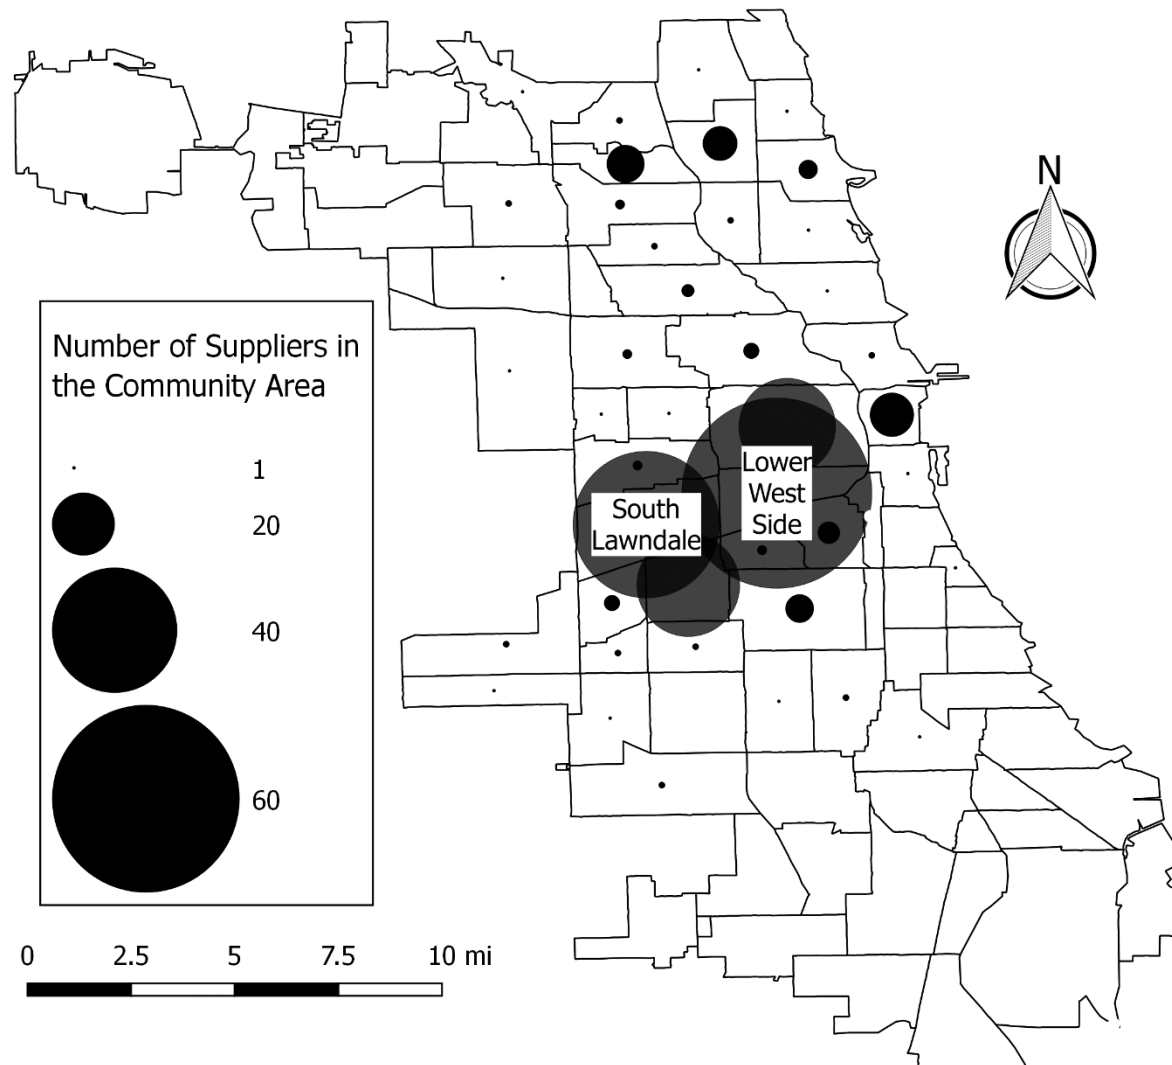 N
Number of Suppliers in
the Community Area
1
20
40
60
South
Lawndale
Lower
West
Side
0 2.5 5 7.5 10 mi